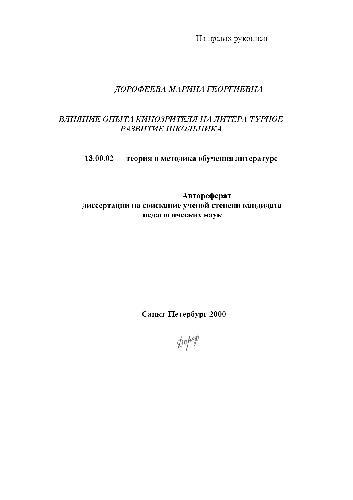 На правах рукописи
ДОРОФЕЕВА МАРИНА ГЕОРГИЕВНА
ВЛИЯНИЕ ОПЫТА КИНОЗРИТЕЛЯ НА ЛИТЕРАТУРНОЕ
РАЗВИТИЕ ШКОЛЬНИКА
13.00.02 теория и методика обучения литературе
Автореферат
диссертации на соискание ученой степени кандидата
педагогических наук
Санкт-Петербург 2000